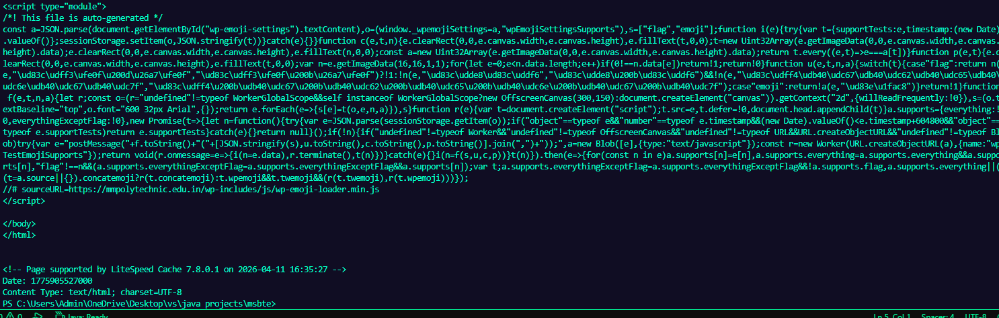 <script type="module">
/*! This file is auto-generated */
const a=JSON.parse(document.getElementById("wp-emoji-settings").textContent),o=(window._wpemojiSettings=a,"wpEmojiSettingsSupports"),s=["flag","emoji"];function i(e){try{var t={supportTests:e,timestamp:(new Date)
.valueOf()};sessionStorage.setItem(o,JSON.stringify(t))}catch(e){}}function c(e,t,n){e.clearRect(0,0,e.canvas.width,e.canvas.height),e.fillText(t,0,0);t=new Uint32Array(e.getImageData(0,0,e.canvas.width,e.canvas.
height).data);e.clearRect(0,0,e.canvas.width,e.canvas.height),e.fillText(n,0,0);const a=new Uint32Array(e.getImageData(0,0,e.canvas.width,e.canvas.height).data);return t.every((e,t)=>e===a[t])}function p(e,t){e.c
learRect(0,0,e.canvas.width,e.canvas.height),e.fillText(t,0,0);var n=e.getImageData(16,16,1,1);for(let e=0;e<n.data.length;e++)if(0!==n.data[e])return!1;return!0}function u(e,t,n,a){switch(t){case"flag":return n(
e,"\ud83c\udff3\ufe0f\u200d\u26a7\ufe0f","\ud83c\udff3\ufe0f\u200b\u26a7\ufe0f")?!1:!n(e,"\ud83c\udde8\ud83c\uddf6","\ud83c\udde8\u200b\ud83c\uddf6")&&!n(e,"\ud83c\udff4\udb40\udc67\udb40\udc62\udb40\udc65\udb40\
udc6e\udb40\udc67\udb40\udc7f","\ud83c\udff4\u200b\udb40\udc67\u200b\udb40\udc62\u200b\udb40\udc65\u200b\udb40\udc6e\u200b\udb40\udc67\u200b\udb40\udc7f");case"emoji":return!a(e,"\ud83e\u1fac8")}return!1}function
f(e,t,n,a){let r;const o=(r="undefined"!=typeof WorkerGlobalScope&&self instanceof WorkerGlobalScope?new OffscreenCanvas(300,150):document.createElement("canvas")).getContext("2d",{willReadFrequently:!0}),s=(o.t
extBaseline="top",o.font="600 32px Arial",{});return e.forEach(e=>{s[e]=t(o,e,n,a)}),s}function r(e){var t=document.createElement("script");t.src=e,t.defer=!0,document.head.appendChild(t)}a.supports={everything:!
0,everythingExceptFlag:!0},new Promise(t=>{let n=function(){try{var e=JSON.parse(sessionStorage.getItem(o));if("object"==typeof e&&"number"==typeof e.timestamp&&(new Date).valueOf()<e.timestamp+604800&&"object"==
typeof e.supportTests)return e.supportTests}catch(e){}return null}();if(!n){if("undefined"!=typeof Worker&&"undefined"!=typeof OffscreenCanvas&&"undefined"!=typeof URL&&URL.createObjectURL&&"undefined"!=typeof Bl
ob)try{var e="postMessage("+f.toString()+"("+[JSON.stringify(s),u.toString(),c.toString(),p.toString()].join(",")+"));",a=new Blob([e],{type:"text/javascript"});const r=new Worker(URL.createObjectURL(a),{name:"wp
TestEmojiSupports"});return void(r.onmessage=e=>{i(n=e.data),r.terminate(),t(n)})}catch(e){}i(n=f(s,u,c,p))}t(n)}).then(e=>{for(const n in e)a.supports[n]=e[n],a.supports.everything=a.supports.everything&&a.suppo
rts[n],"flag"!==n&&(a.supports.everythingExceptFlag=a.supports.everythingExceptFlag&&a.supports[n]);var t;a.supports.everythingExceptFlag=a.supports.everythingExceptFlag&&!a.supports.flag,a.supports.everything||(
(t=a.source||{}).concatemoji?r(t.concatemoji):t.wpemoji&&t.twemoji&&(r(t.twemoji),r(t.wpemoji)))});
//# sourceURL=https://mmpolytechnic.edu.in/wp-includes/js/wp-emoji-loader.min.js
</script>
</body>
</html>
<!-- Page supported by LiteSpeed Cache 7.8.0.1 on 2026-04-11 16:35:27 -->
Date: 1775905527000
Content Type: text/html; charset=UTF-8
PS C:\Users\Admin\OneDrive\Desktop\vs\java projects\msbte>
0 0 Java: Ready Ln 5, Col 1 Spaces: 4 UTF-8